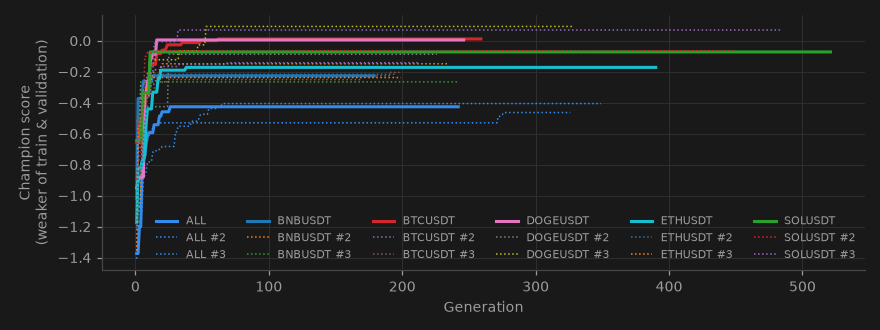 0.0
−0.2
−0.4
−0.6
−0.8
−1.0
−1.2
−1.4
Champion score
(weaker of train & validation)
ALL BNBUSDT BTCUSDT DOGEUSDT ETHUSDT SOLUSDT
ALL #2 BNBUSDT #2 BTCUSDT #2 DOGEUSDT #2 ETHUSDT #2 SOLUSDT #2
ALL #3 BNBUSDT #3 BTCUSDT #3 DOGEUSDT #3 ETHUSDT #3 SOLUSDT #3
0 100 200 300 400 500
Generation